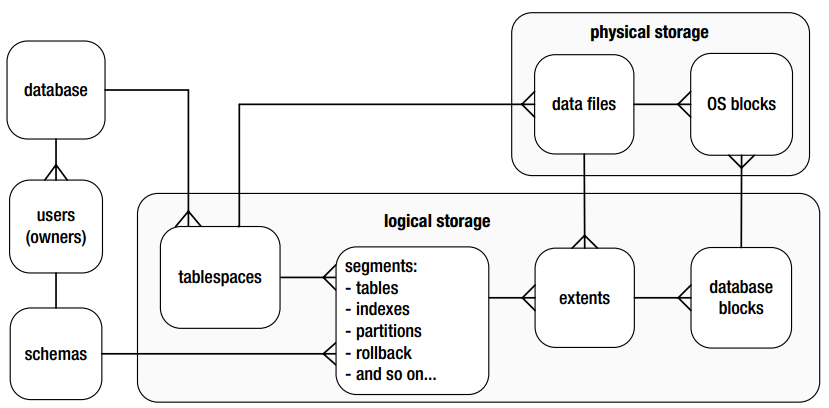 physical storage
database
data files
OS blocks
users
(owners)
logical storage
tablespaces
segments:
- tables
- indexes
- partitions
- rollback
- and so on...
extents
database
blocks
schemas